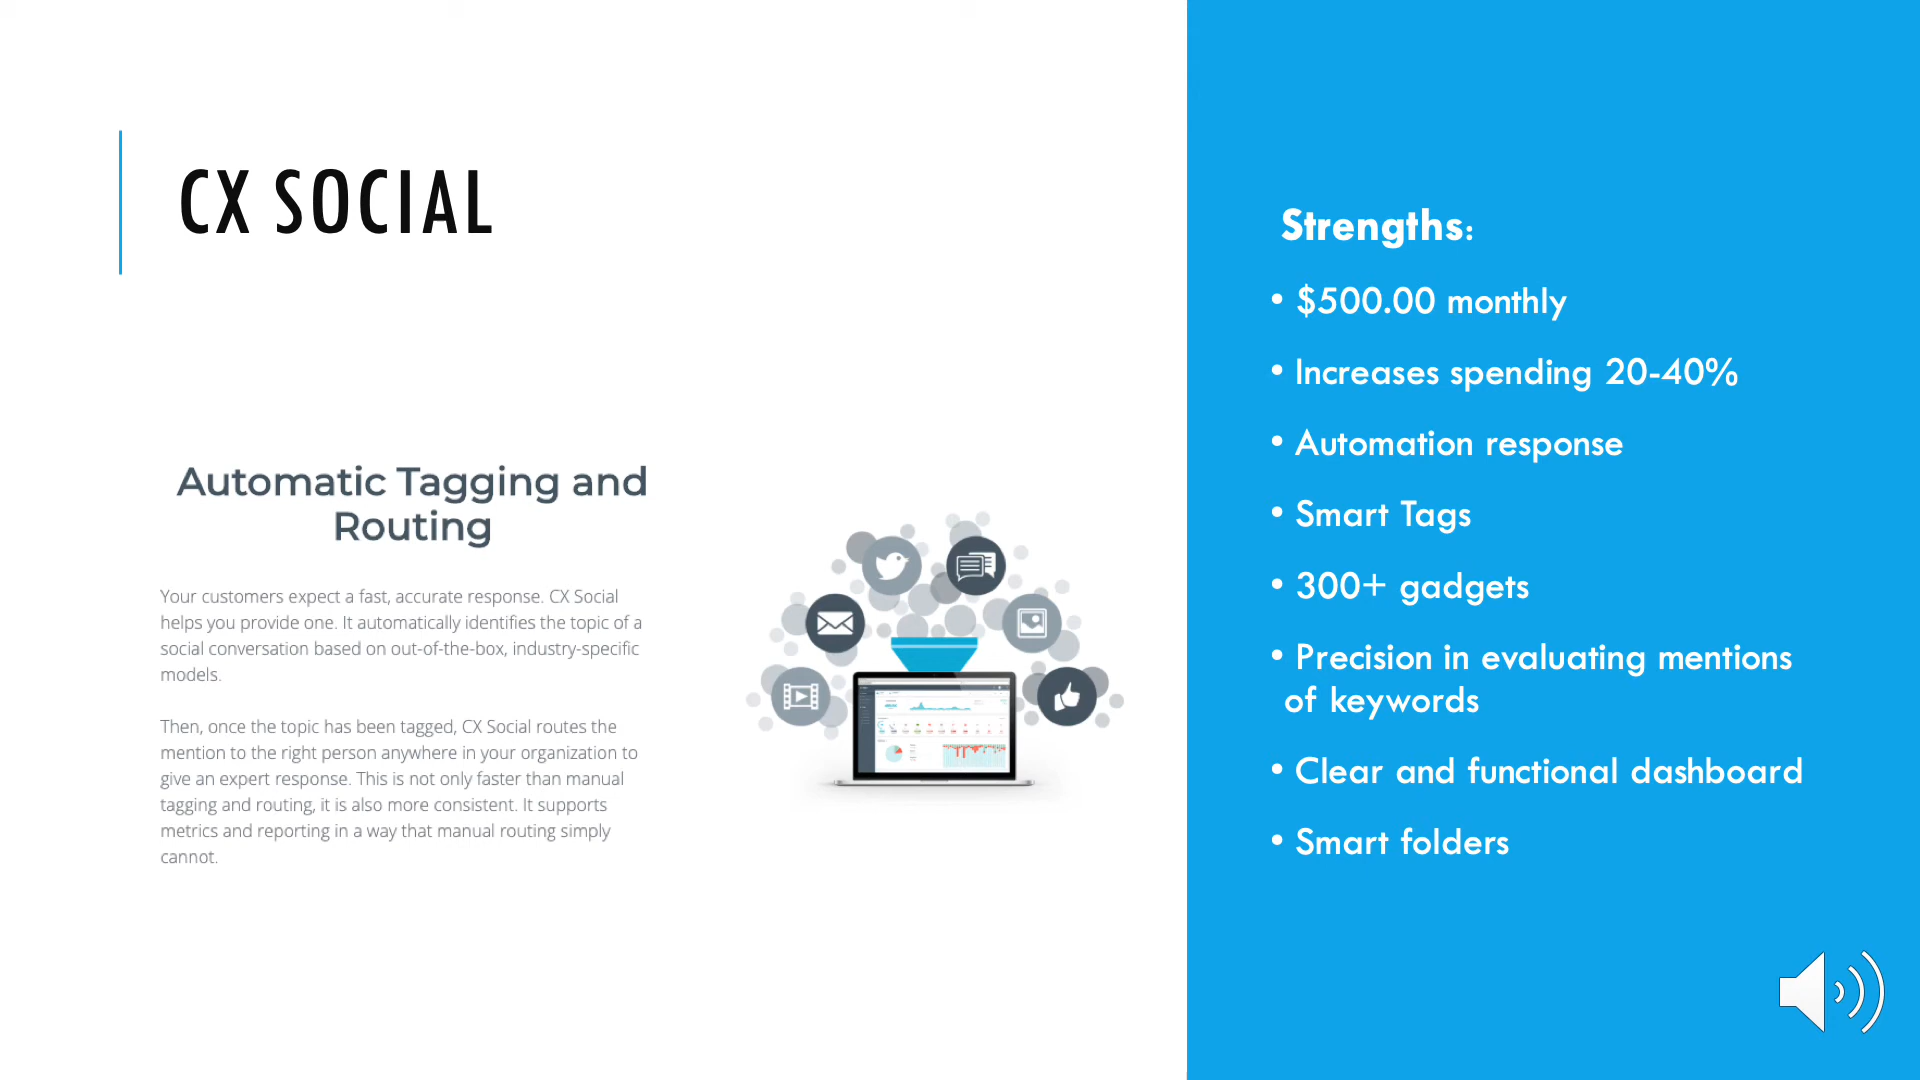 CX SOCIAL
Automatic Tagging and
Routing
Your customers expect a fast, accurate response. CX Social
helps you provide one. It automatically identifies the topic of a
social conversation based on out-of-the-box, industry-specific
models.
Then, once the topic has been tagged, CX Social routes the
mention to the right person anywhere in your organization to
give an expert response. This is not only faster than manual
tagging and routing, it is also more consistent. It supports
metrics and reporting in a way that manual routing simply
cannot.
Strengths:
• $500.00 monthly
• Increases spending 20-40%
• Automation response
• Smart Tags
• 300+ gadgets
• Precision in evaluating mentions
of keywords
• Clear and functional dashboard
• Smart folders